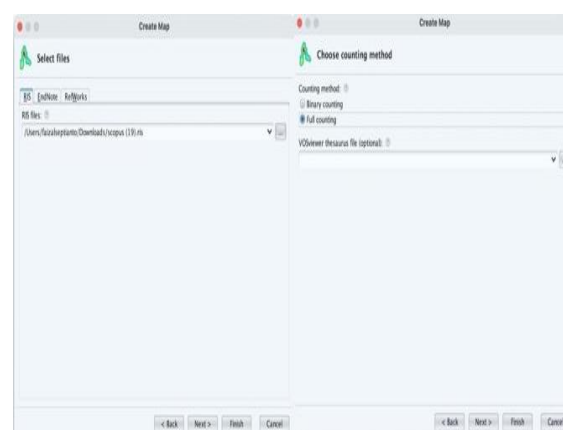 Create Map
Select files
RIS EndNote RefWorks
RIS files:
/Users/faizalseptianto/Downloads/scopus (19).ris
< Back Next > Finish Cancel
Create Map
Choose counting method
Counting method:
Binary counting
Full counting
VOSviewer thesaurus file (optional):
< Back Next > Finish Cancel